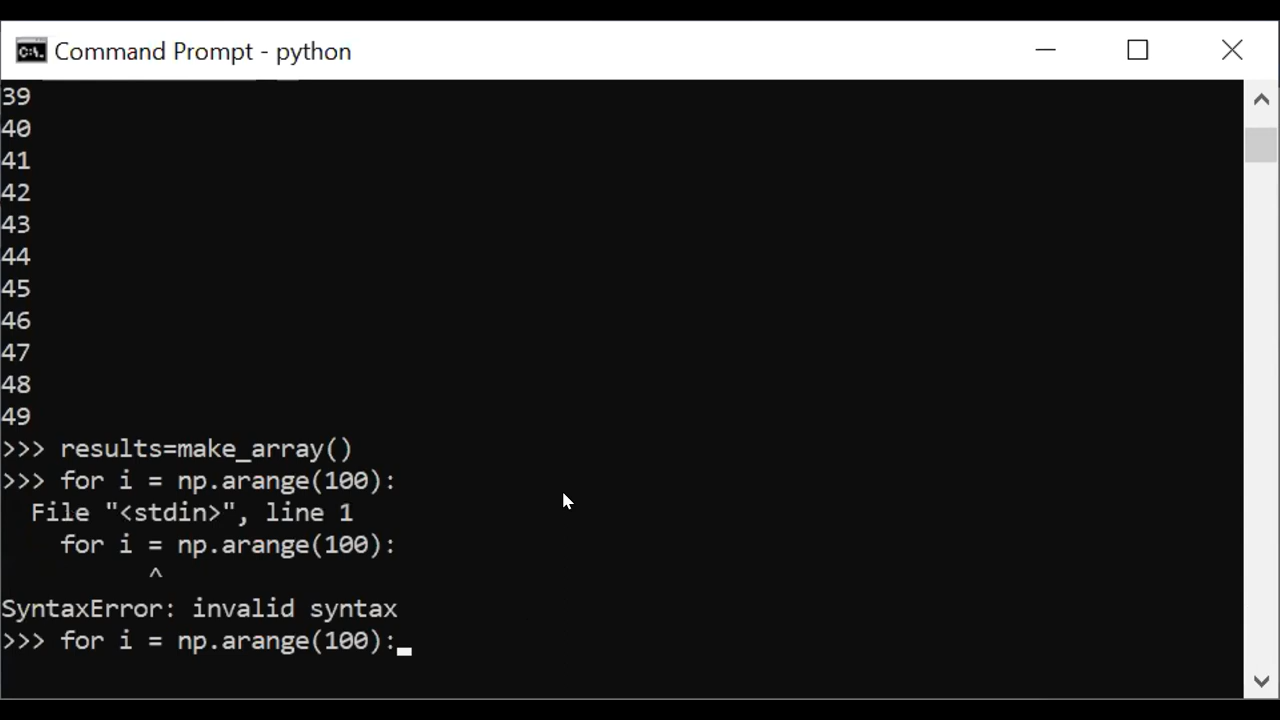 Command Prompt - python
39
40
41
42
43
44
45
46
47
48
49
>>> results=make_array()
>>> for i = np.arange(100):
  File "<stdin>", line 1
    for i = np.arange(100):
          ^
SyntaxError: invalid syntax
>>> for i = np.arange(100):